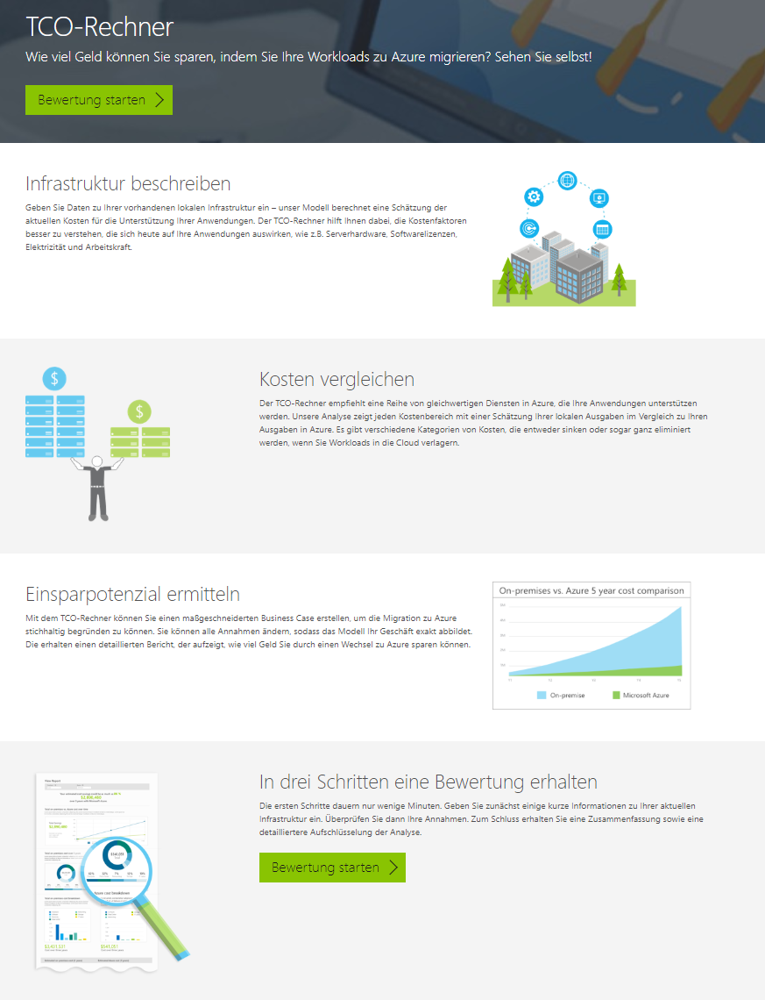 TCO-Rechner
Wie viel Geld können Sie sparen, indem Sie Ihre Workloads zu Azure migrieren? Sehen Sie selbst!
Bewertung starten
Infrastruktur beschreiben
Geben Sie Daten zu Ihrer vorhandenen lokalen Infrastruktur ein – unser Modell berechnet eine Schätzung der
aktuellen Kosten für die Unterstützung Ihrer Anwendungen. Der TCO-Rechner hilft Ihnen dabei, die Kostenfaktoren
besser zu verstehen, die sich heute auf Ihre Anwendungen auswirken, wie z.B. Serverhardware, Softwarelizenzen,
Elektrizität und Arbeitskraft.
$
$
Kosten vergleichen
Der TCO-Rechner empfiehlt eine Reihe von gleichwertigen Diensten in Azure, die Ihre Anwendungen unterstützen
werden. Unsere Analyse zeigt jeden Kostenbereich mit einer Schätzung Ihrer lokalen Ausgaben im Vergleich zu Ihren
Ausgaben in Azure. Es gibt verschiedene Kategorien von Kosten, die entweder sinken oder sogar ganz eliminiert
werden, wenn Sie Workloads in die Cloud verlagern.
Einsparpotenzial ermitteln
Mit dem TCO-Rechner können Sie einen maßgeschneiderten Business Case erstellen, um die Migration zu Azure
stichhaltig begründen zu können. Sie können alle Annahmen ändern, sodass das Modell Ihr Geschäft exakt abbildet.
Die erhalten einen detaillierten Bericht, der aufzeigt, wie viel Geld Sie durch einen Wechsel zu Azure sparen können.
On-premises vs. Azure 5 year cost comparison
On-premise
Microsoft Azure
In drei Schritten eine Bewertung erhalten
Die ersten Schritte dauern nur wenige Minuten. Geben Sie zunächst einige kurze Informationen zu Ihrer aktuellen
Infrastruktur ein. Überprüfen Sie dann Ihre Annahmen. Zum Schluss erhalten Sie eine Zusammenfassung sowie eine
detailliertere Aufschlüsselung der Analyse.
Bewertung starten